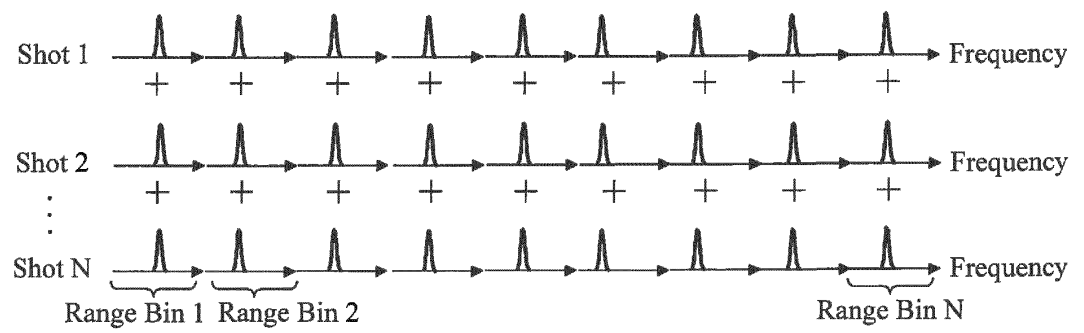 Shot 1 Frequency
+ + + + + + + + +
Shot 2 Frequency
+ + + + + + + + +
⋮
Shot N Frequency
Range Bin 1 Range Bin 2 Range Bin N